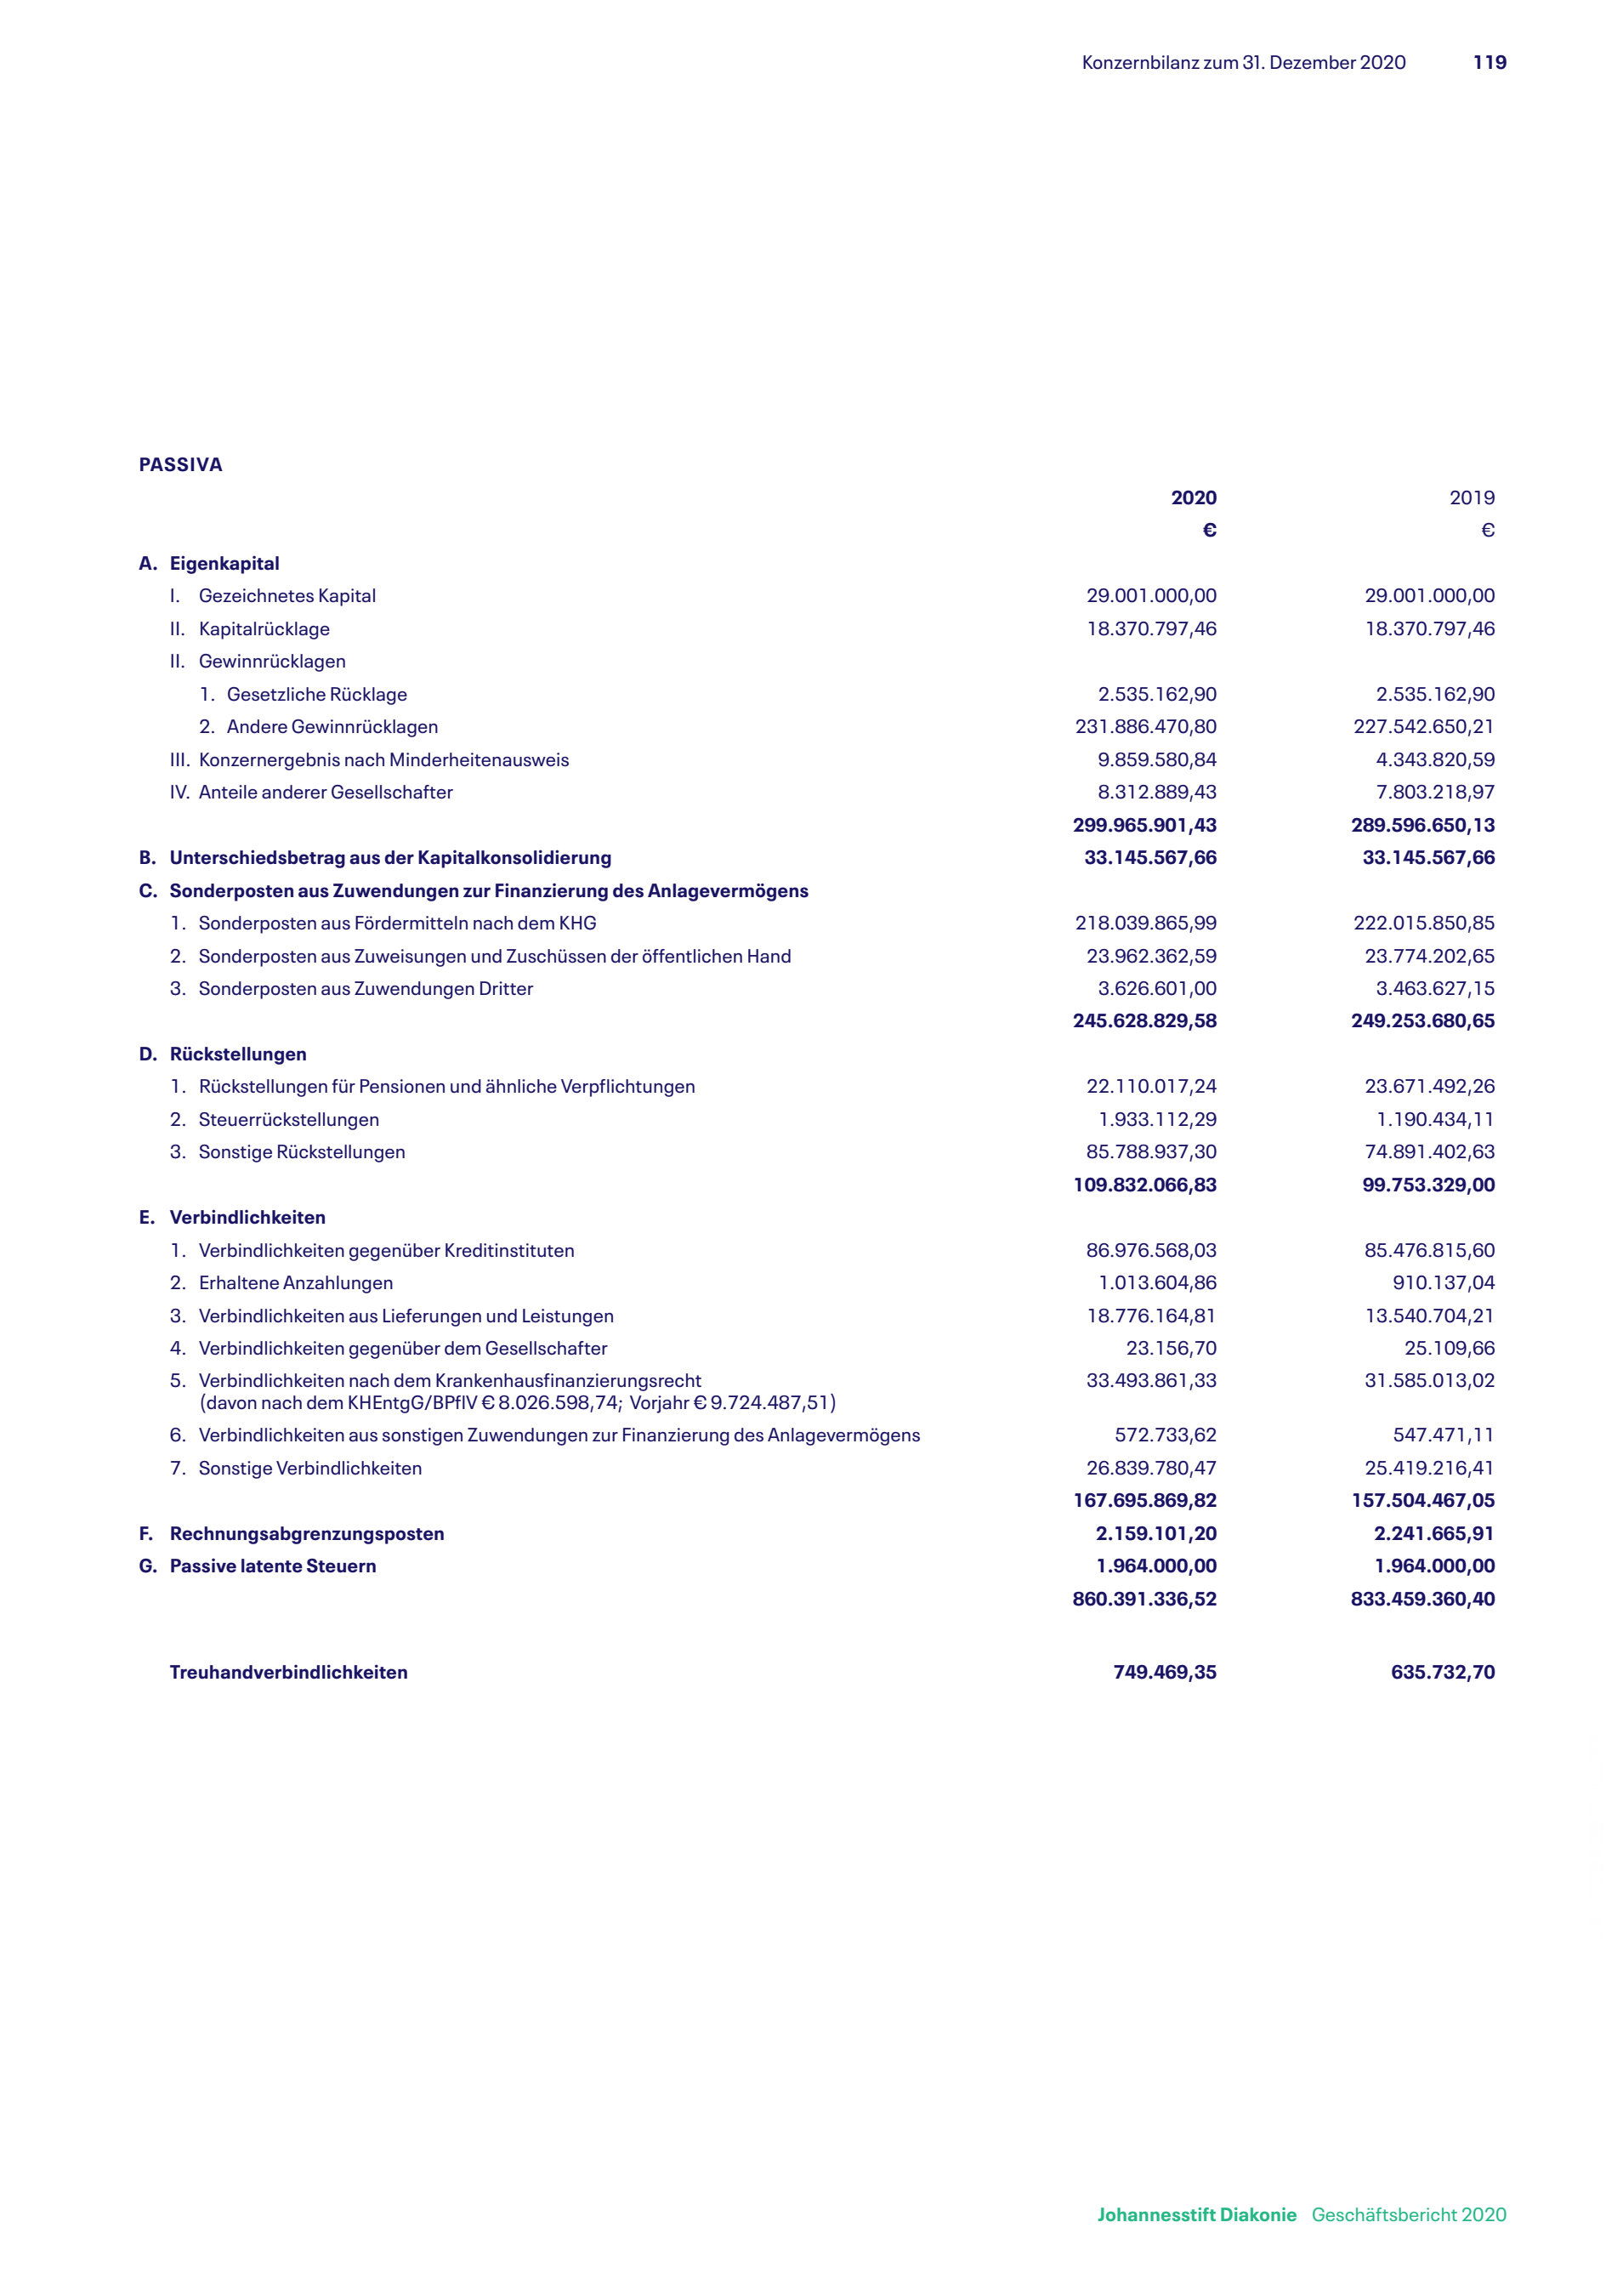 Konzernbilanz zum 31. Dezember 2020 119
PASSIVA
2020 2019
€ €
A. Eigenkapital
I. Gezeichnetes Kapital 29.001.000,00 29.001.000,00
II. Kapitalrücklage 18.370.797,46 18.370.797,46
II. Gewinnrücklagen
1. Gesetzliche Rücklage 2.535.162,90 2.535.162,90
2. Andere Gewinnrücklagen 231.886.470,80 227.542.650,21
III. Konzernergebnis nach Minderheitenausweis 9.859.580,84 4.343.820,59
IV. Anteile anderer Gesellschafter 8.312.889,43 7.803.218,97
299.965.901,43 289.596.650,13
B. Unterschiedsbetrag aus der Kapitalkonsolidierung 33.145.567,66 33.145.567,66
C. Sonderposten aus Zuwendungen zur Finanzierung des Anlagevermögens
1. Sonderposten aus Fördermitteln nach dem KHG 218.039.865,99 222.015.850,85
2. Sonderposten aus Zuweisungen und Zuschüssen der öffentlichen Hand 23.962.362,59 23.774.202,65
3. Sonderposten aus Zuwendungen Dritter 3.626.601,00 3.463.627,15
245.628.829,58 249.253.680,65
D. Rückstellungen
1. Rückstellungen für Pensionen und ähnliche Verpflichtungen 22.110.017,24 23.671.492,26
2. Steuerrückstellungen 1.933.112,29 1.190.434,11
3. Sonstige Rückstellungen 85.788.937,30 74.891.402,63
109.832.066,83 99.753.329,00
E. Verbindlichkeiten
1. Verbindlichkeiten gegenüber Kreditinstituten 86.976.568,03 85.476.815,60
2. Erhaltene Anzahlungen 1.013.604,86 910.137,04
3. Verbindlichkeiten aus Lieferungen und Leistungen 18.776.164,81 13.540.704,21
4. Verbindlichkeiten gegenüber dem Gesellschafter 23.156,70 25.109,66
5. Verbindlichkeiten nach dem Krankenhausfinanzierungsrecht 33.493.861,33 31.585.013,02
(davon nach dem KHEntgG/BPflV € 8.026.598,74; Vorjahr € 9.724.487,51)
6. Verbindlichkeiten aus sonstigen Zuwendungen zur Finanzierung des Anlagevermögens 572.733,62 547.471,11
7. Sonstige Verbindlichkeiten 26.839.780,47 25.419.216,41
167.695.869,82 157.504.467,05
F. Rechnungsabgrenzungsposten 2.159.101,20 2.241.665,91
G. Passive latente Steuern 1.964.000,00 1.964.000,00
860.391.336,52 833.459.360,40
Treuhandverbindlichkeiten 749.469,35 635.732,70
Johannesstift Diakonie Geschäftsbericht 2020